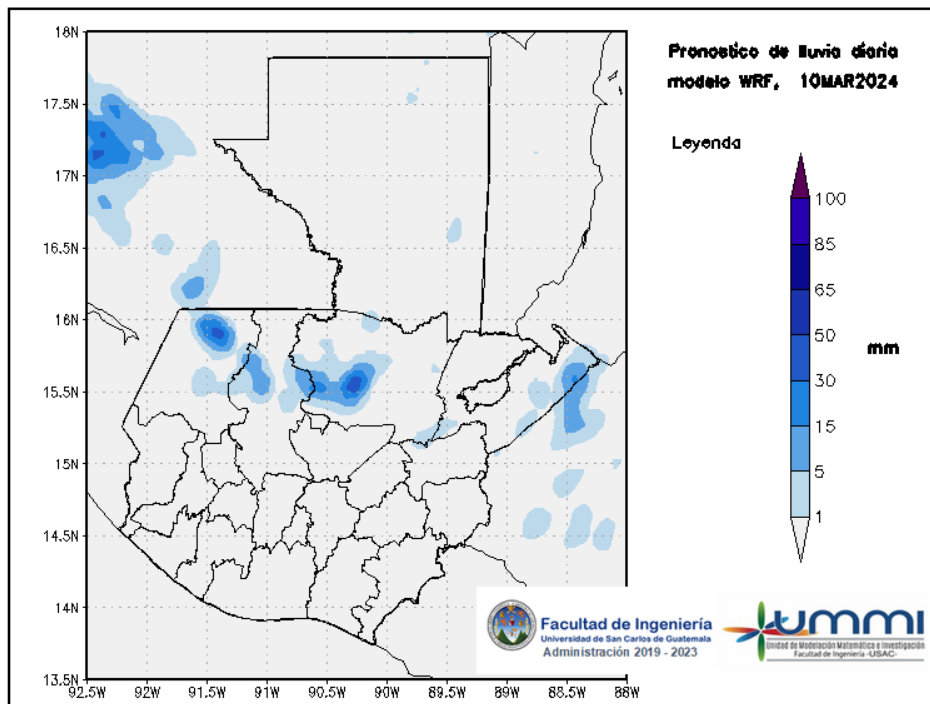 Pronostico de lluvia diaria
modelo WRF, 10MAR2024
Leyenda
100
85
65
50
30
15
5
1
mm
18N
17.5N
17N
16.5N
16N
15.5N
15N
14.5N
14N
13.5N
92.5W
92W
91.5W
91W
90.5W
90W
89.5W
89W
88.5W
88W
Facultad de Ingeniería
Universidad de San Carlos de Guatemala
Administración 2019 - 2023
ummi
Unidad de Modelación Matemática e Investigación
Facultad de Ingeniería -USAC-